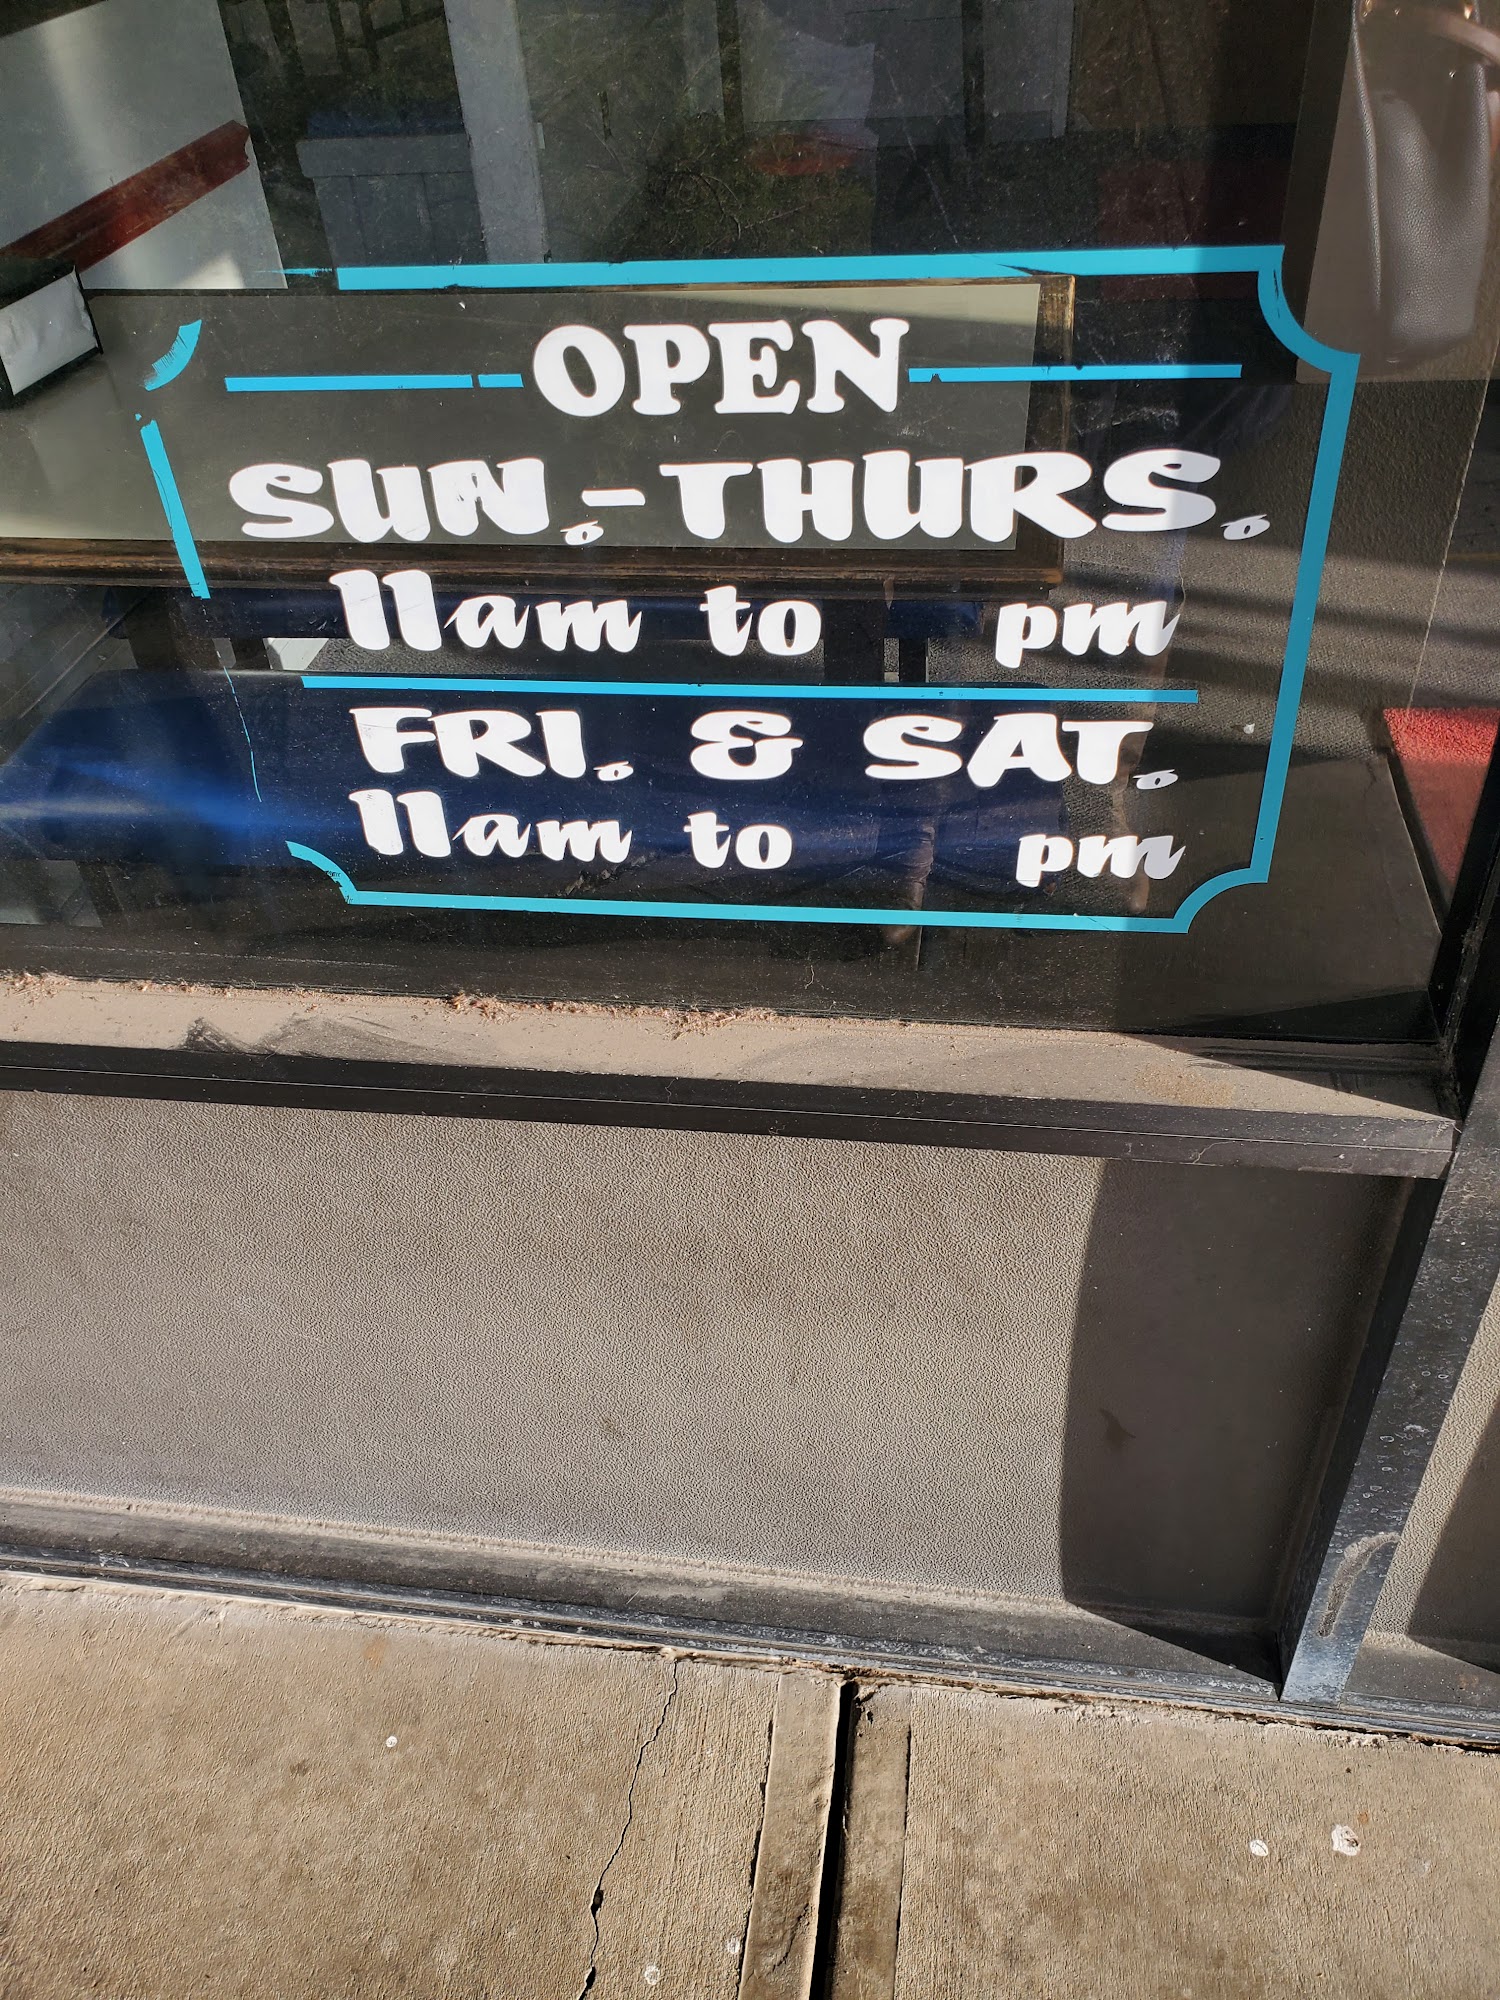 OPEN
SUN.-THURS.
11am to pm
FRI. & SAT.
11am to pm